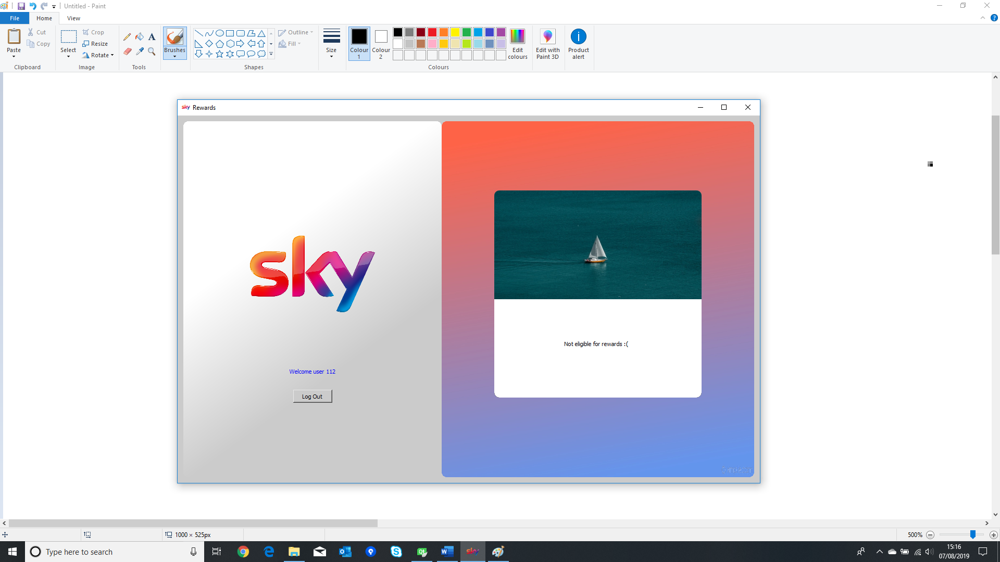 Untitled - Paint
File
Home
View
Paste
Cut
Copy
Clipboard
Select
Crop
Resize
Rotate
Image
A
Tools
Brushes
Outline
Fill
Shapes
Size
Colour 1
Colour 2
Edit colours
Colours
Edit with Paint 3D
Product alert
sky Rewards
sky
Welcome user 112
Log Out
Not eligible for rewards :(
1000 × 525px
500%
Type here to search
15:16
07/08/2019